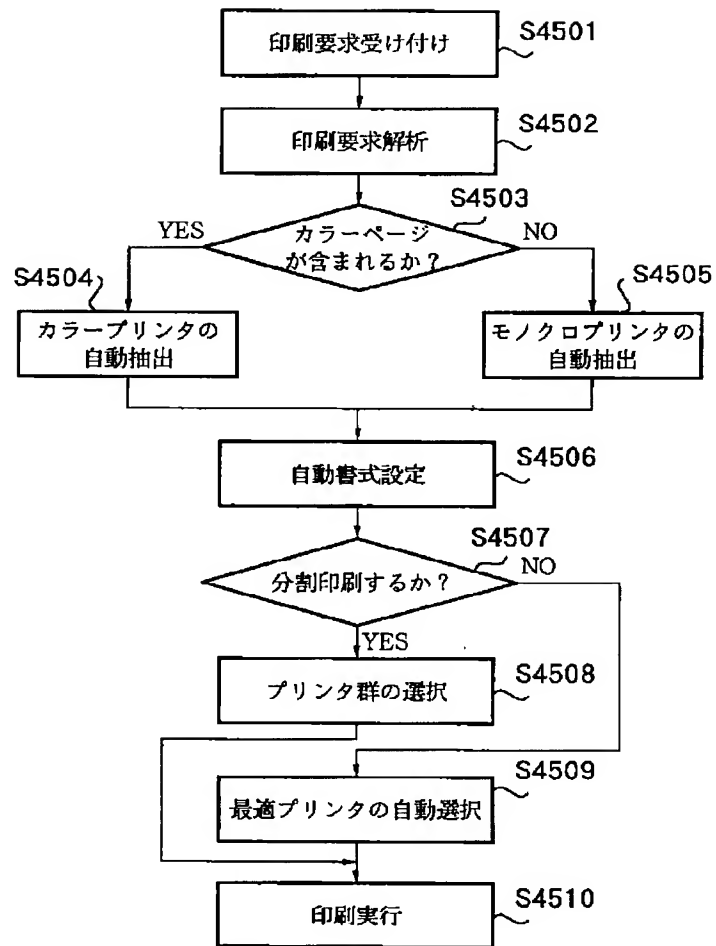 印刷要求受け付け
S4501
印刷要求解析
S4502
S4503
YES
カラーページ
が含まれるか？
NO
S4504
カラープリンタの
自動抽出
S4505
モノクロプリンタの
自動抽出
自動書式設定
S4506
S4507
分割印刷するか？
NO
YES
プリンタ群の選択
S4508
最適プリンタの自動選択
S4509
印刷実行
S4510